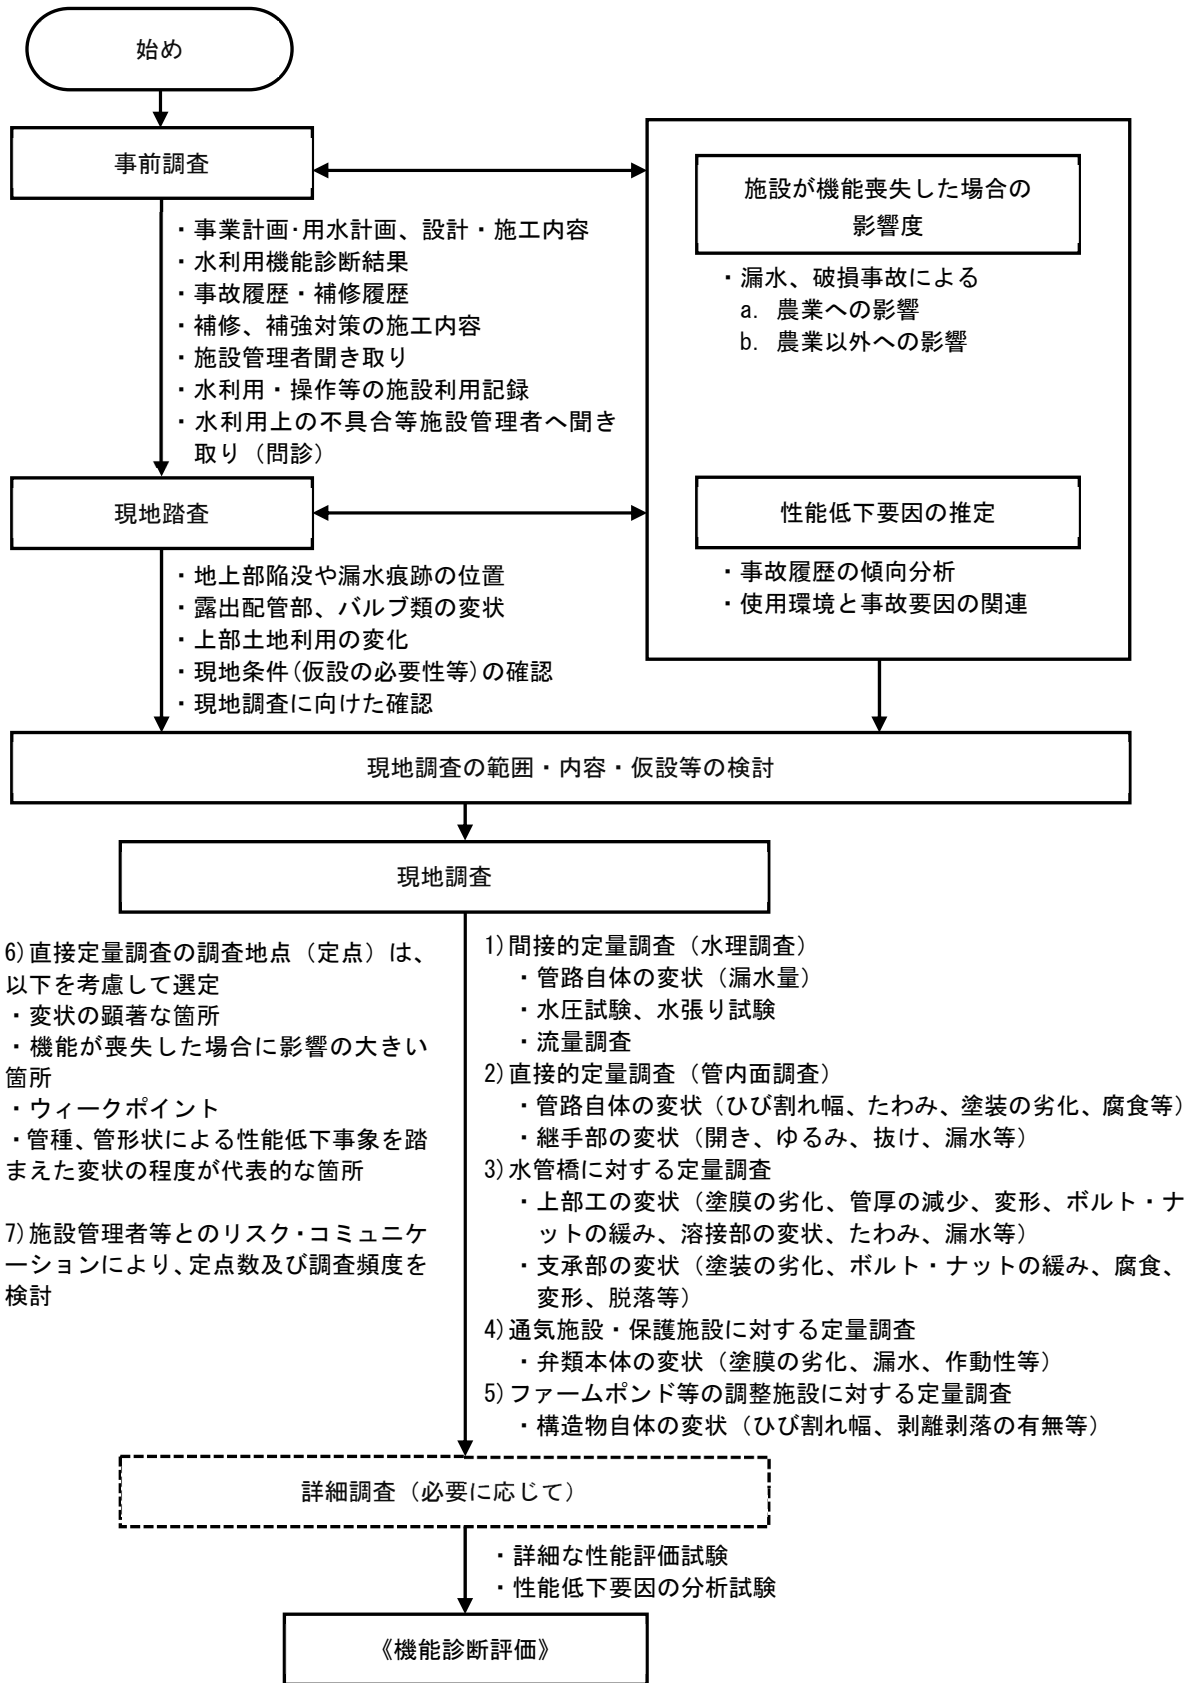 始め
事前調査
・事業計画･用水計画、設計・施工内容
・水利用機能診断結果
・事故履歴・補修履歴
・補修、補強対策の施工内容
・施設管理者聞き取り
・水利用・操作等の施設利用記録
・水利用上の不具合等施設管理者へ聞き
取り（問診）
施設が機能喪失した場合の
影響度
・漏水、破損事故による
a. 農業への影響
b. 農業以外への影響
現地踏査
・地上部陥没や漏水痕跡の位置
・露出配管部、バルブ類の変状
・上部土地利用の変化
・現地条件(仮設の必要性等)の確認
・現地調査に向けた確認
性能低下要因の推定
・事故履歴の傾向分析
・使用環境と事故要因の関連
現地調査の範囲・内容・仮設等の検討
現地調査
6)直接定量調査の調査地点（定点）は、
以下を考慮して選定
・変状の顕著な箇所
・機能が喪失した場合に影響の大きい
箇所
・ウィークポイント
・管種、管形状による性能低下事象を踏
まえた変状の程度が代表的な箇所
7)施設管理者等とのリスク･コミュニケ
ーションにより、定点数及び調査頻度を
検討
1)間接的定量調査（水理調査）
・管路自体の変状（漏水量）
・水圧試験、水張り試験
・流量調査
2)直接的定量調査（管内面調査）
・管路自体の変状（ひび割れ幅、たわみ、塗装の劣化、腐食等）
・継手部の変状（開き、ゆるみ、抜け、漏水等）
3)水管橋に対する定量調査
・上部工の変状（塗膜の劣化、管厚の減少、変形、ボルト・ナ
ットの緩み、溶接部の変状、たわみ、漏水等）
・支承部の変状（塗装の劣化、ボルト・ナットの緩み、腐食、
変形、脱落等）
4)通気施設・保護施設に対する定量調査
・弁類本体の変状（塗膜の劣化、漏水、作動性等）
5)ファームポンド等の調整施設に対する定量調査
・構造物自体の変状（ひび割れ幅、剥離剥落の有無等）
詳細調査（必要に応じて）
・詳細な性能評価試験
・性能低下要因の分析試験
《機能診断評価》